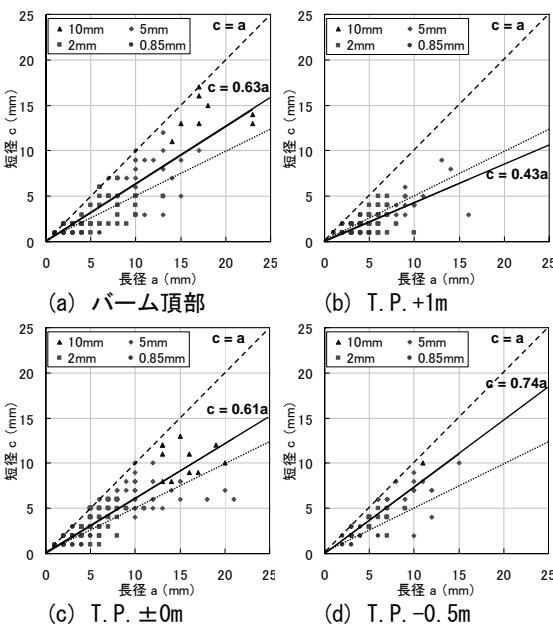 25
20
15
10
5
0
短径 c (mm)
▲ 10mm ◆ 5mm
■ 2mm ● 0.85mm
c = a
c = 0.63a
0 5 10 15 20 25
長径 a (mm)
(a) バーム頂部
25
20
15
10
5
0
短径 c (mm)
▲ 10mm ◆ 5mm
■ 2mm ● 0.85mm
c = a
c = 0.43a
0 5 10 15 20 25
長径 a (mm)
(b) T.P.+1m
25
20
15
10
5
0
短径 c (mm)
▲ 10mm ◆ 5mm
■ 2mm ● 0.85mm
c = a
c = 0.61a
0 5 10 15 20 25
長径 a (mm)
(c) T.P.±0m
25
20
15
10
5
0
短径 c (mm)
▲ 10mm ◆ 5mm
■ 2mm ● 0.85mm
c = a
c = 0.74a
0 5 10 15 20 25
長径 a (mm)
(d) T.P.-0.5m